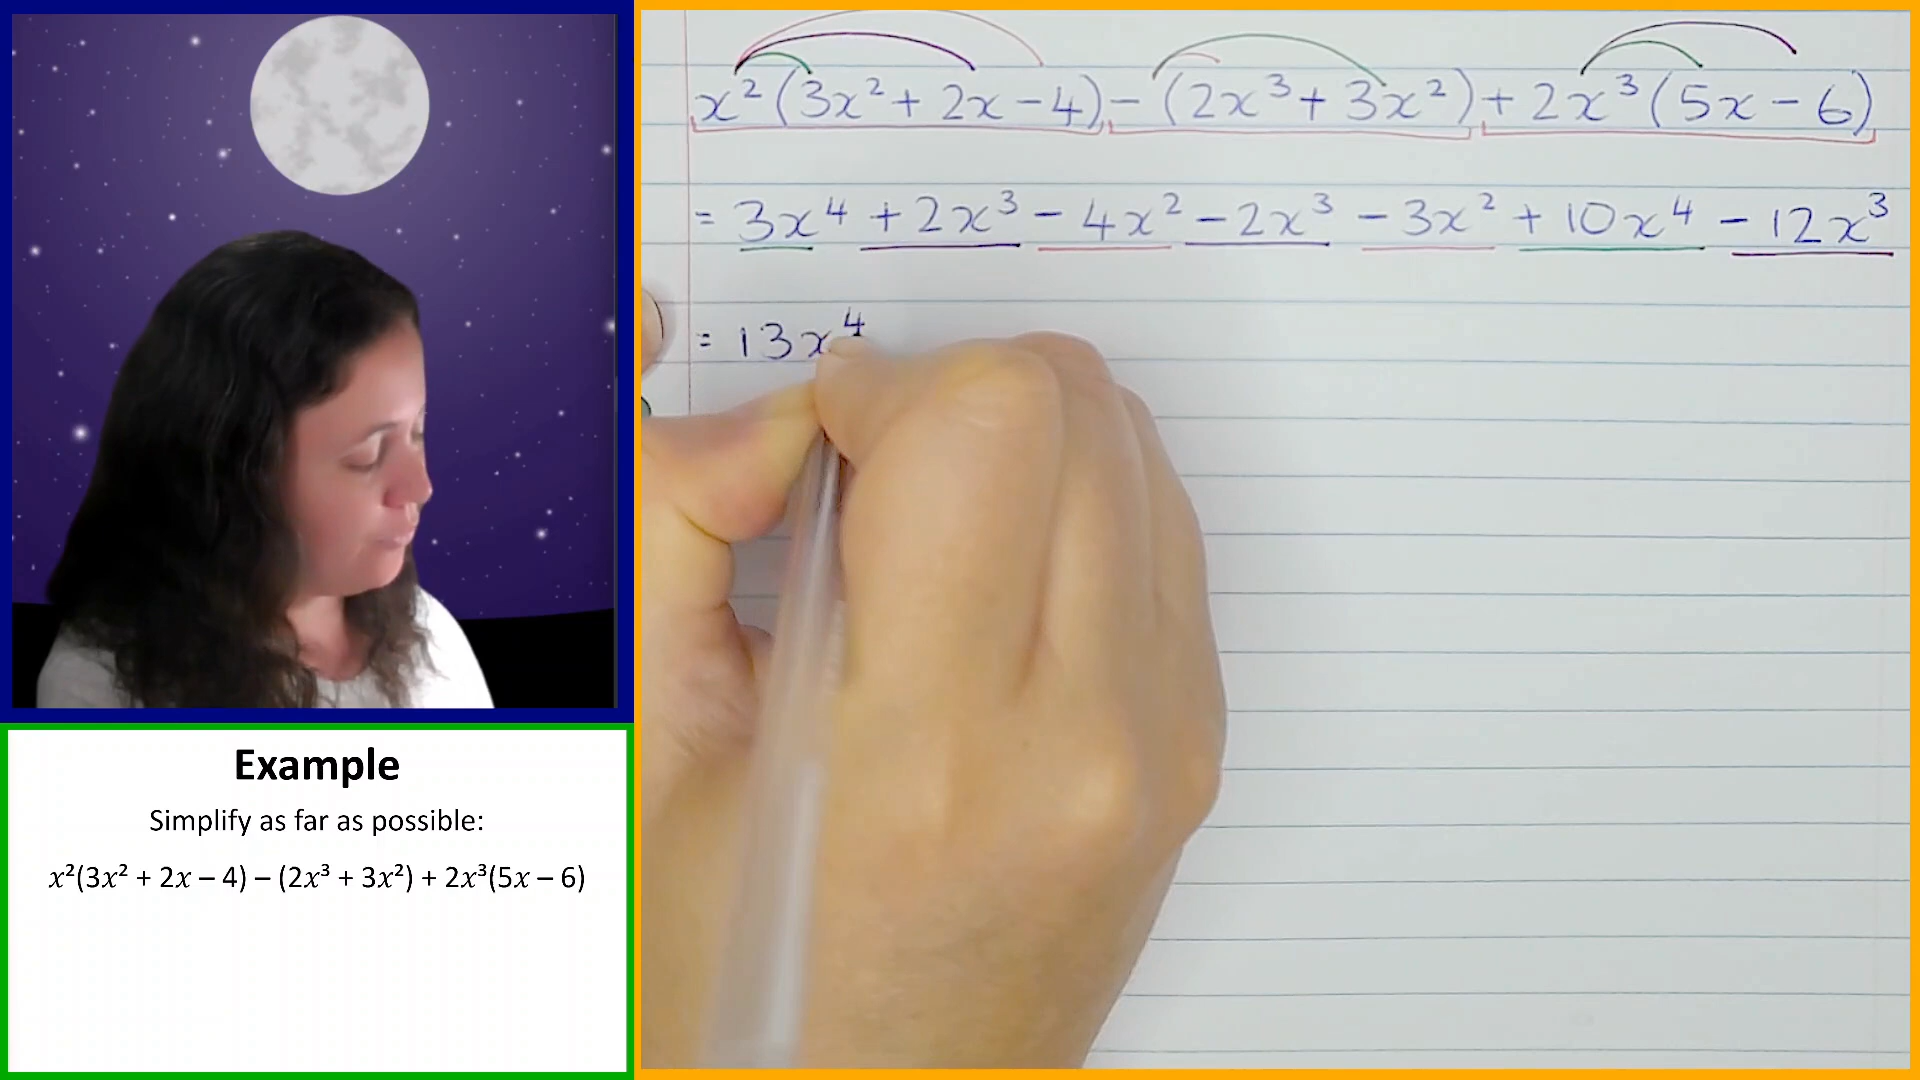 x²(3x² + 2x - 4) - (2x³ + 3x²) + 2x³(5x - 6)
= 3x⁴ + 2x³ - 4x² - 2x³ - 3x² + 10x⁴ - 12x³
= 13x⁴
Example
Simplify as far as possible:
x²(3x² + 2x – 4) – (2x³ + 3x²) + 2x³(5x – 6)